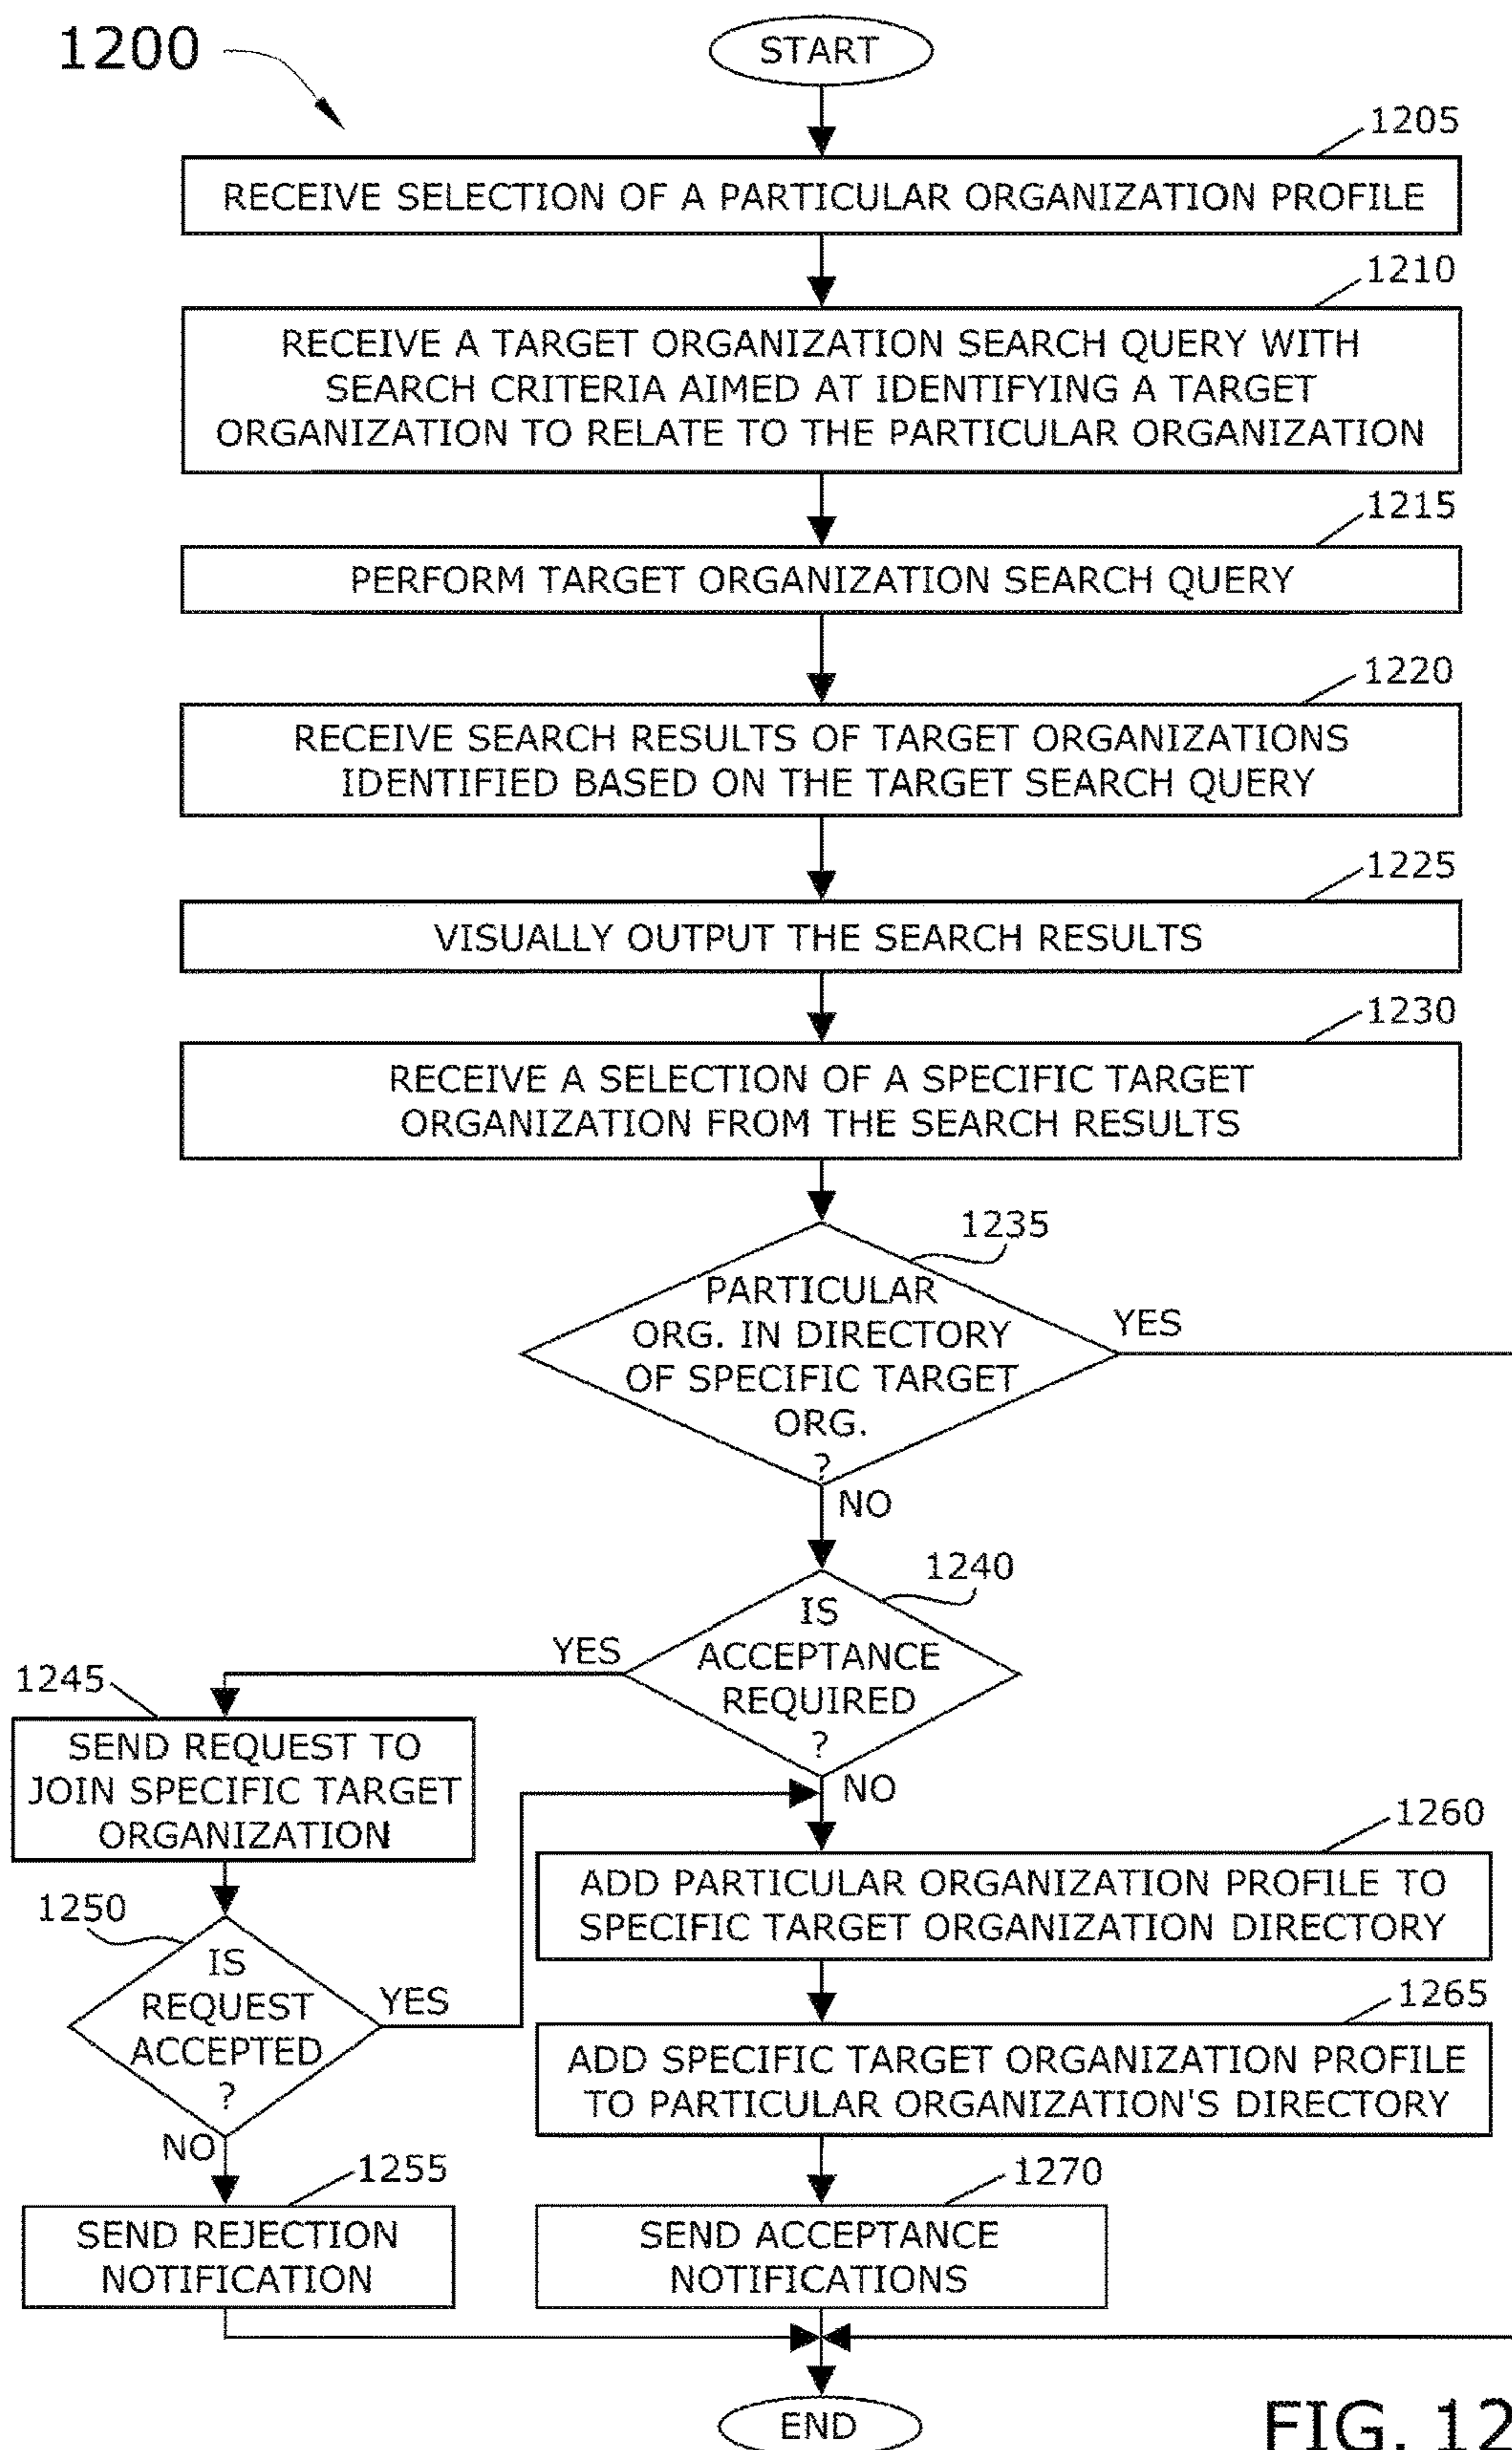 1200
START
1205
RECEIVE SELECTION OF A PARTICULAR ORGANIZATION PROFILE
1210
RECEIVE A TARGET ORGANIZATION SEARCH QUERY WITH
SEARCH CRITERIA AIMED AT IDENTIFYING A TARGET
ORGANIZATION TO RELATE TO THE PARTICULAR ORGANIZATION
1215
PERFORM TARGET ORGANIZATION SEARCH QUERY
1220
RECEIVE SEARCH RESULTS OF TARGET ORGANIZATIONS
IDENTIFIED BASED ON THE TARGET SEARCH QUERY
1225
VISUALLY OUTPUT THE SEARCH RESULTS
1230
RECEIVE A SELECTION OF A SPECIFIC TARGET
ORGANIZATION FROM THE SEARCH RESULTS
1235
PARTICULAR
ORG. IN DIRECTORY
OF SPECIFIC TARGET
ORG.
?
YES
NO
1240
IS
ACCEPTANCE
REQUIRED
?
YES
NO
1245
SEND REQUEST TO
JOIN SPECIFIC TARGET
ORGANIZATION
1250
IS
REQUEST
ACCEPTED
?
YES
NO
1255
SEND REJECTION
NOTIFICATION
1260
ADD PARTICULAR ORGANIZATION PROFILE TO
SPECIFIC TARGET ORGANIZATION DIRECTORY
1265
ADD SPECIFIC TARGET ORGANIZATION PROFILE
TO PARTICULAR ORGANIZATION'S DIRECTORY
1270
SEND ACCEPTANCE
NOTIFICATIONS
END
FIG. 12